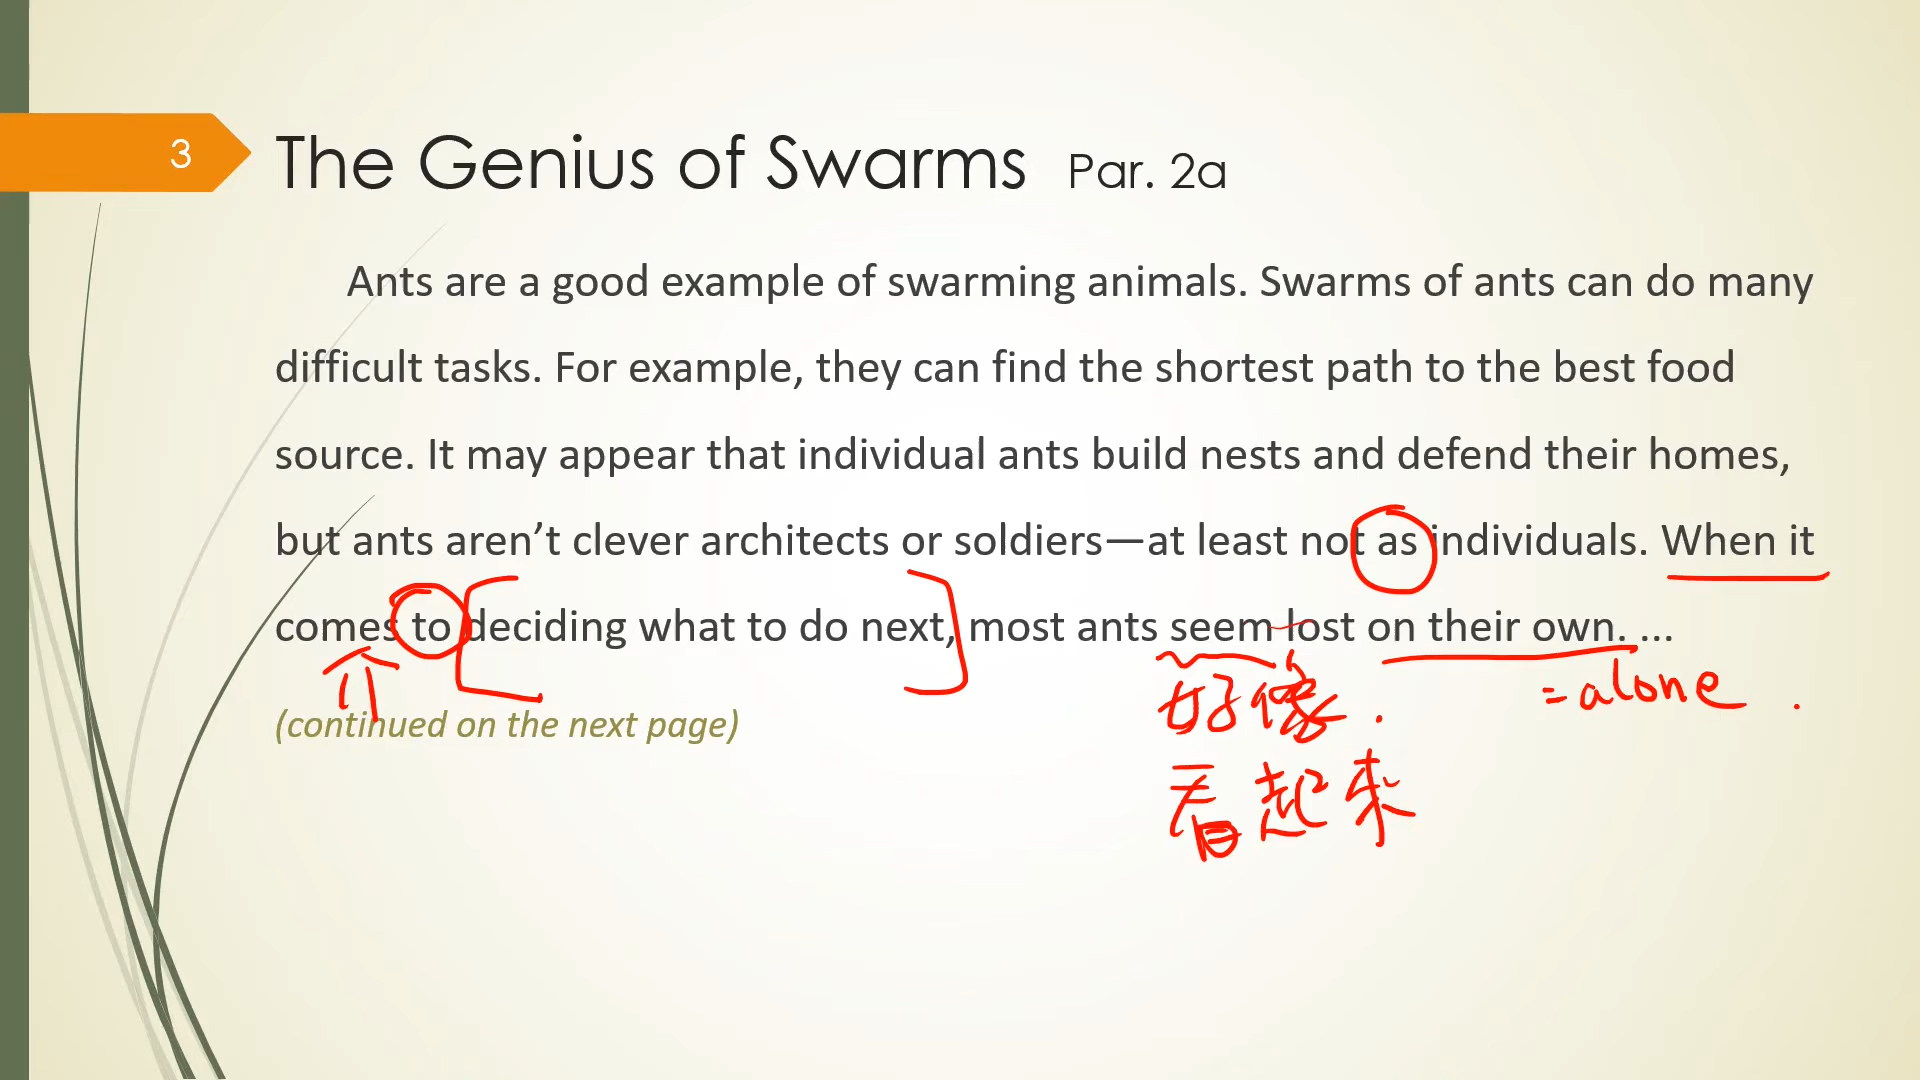 3
The Genius of Swarms Par. 2a
Ants are a good example of swarming animals. Swarms of ants can do many
difficult tasks. For example, they can find the shortest path to the best food
source. It may appear that individual ants build nests and defend their homes,
but ants aren’t clever architects or soldiers—at least not as individuals. When it
comes to deciding what to do next, most ants seem lost on their own. ...
=alone .
好像.
(continued on the next page)
看起來